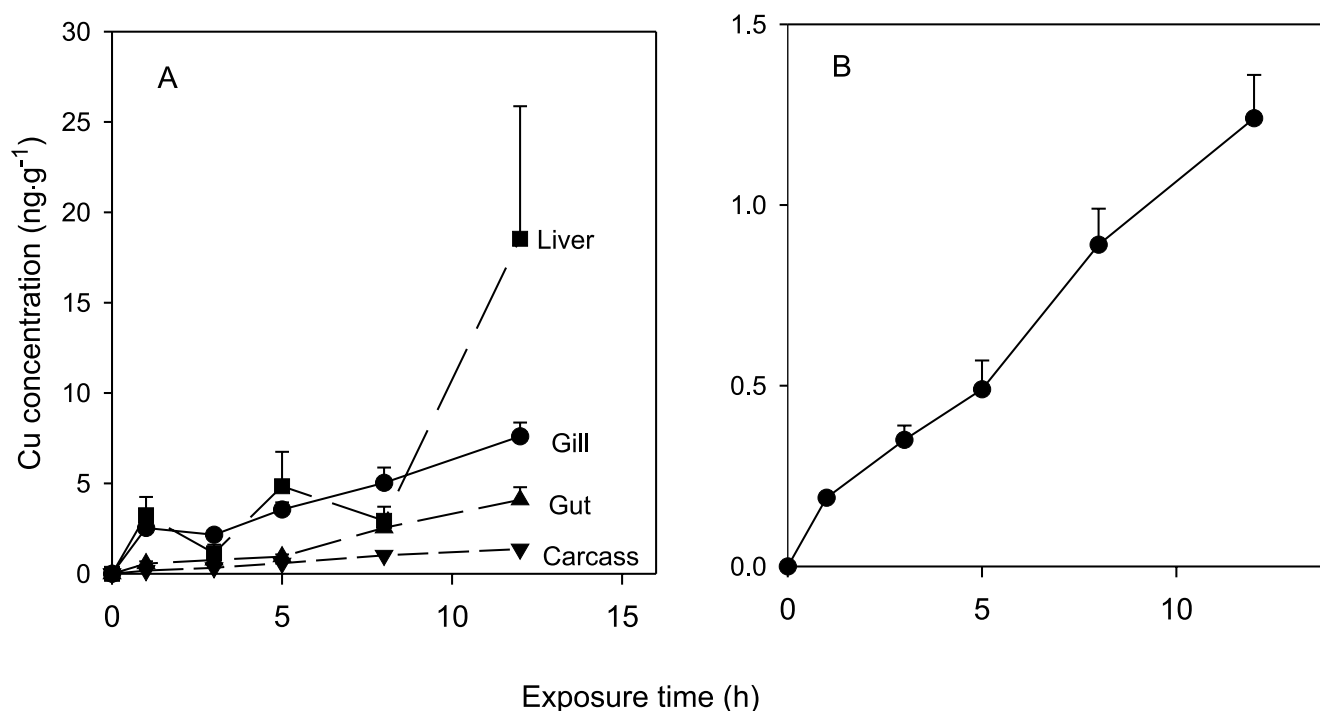 Cu concentration (ng·g⁻¹)
30
25
20
15
10
5
0
A
Liver
Gill
Gut
Carcass
0
5
10
15
1.5
1.0
0.5
0.0
B
0
5
10
Exposure time (h)